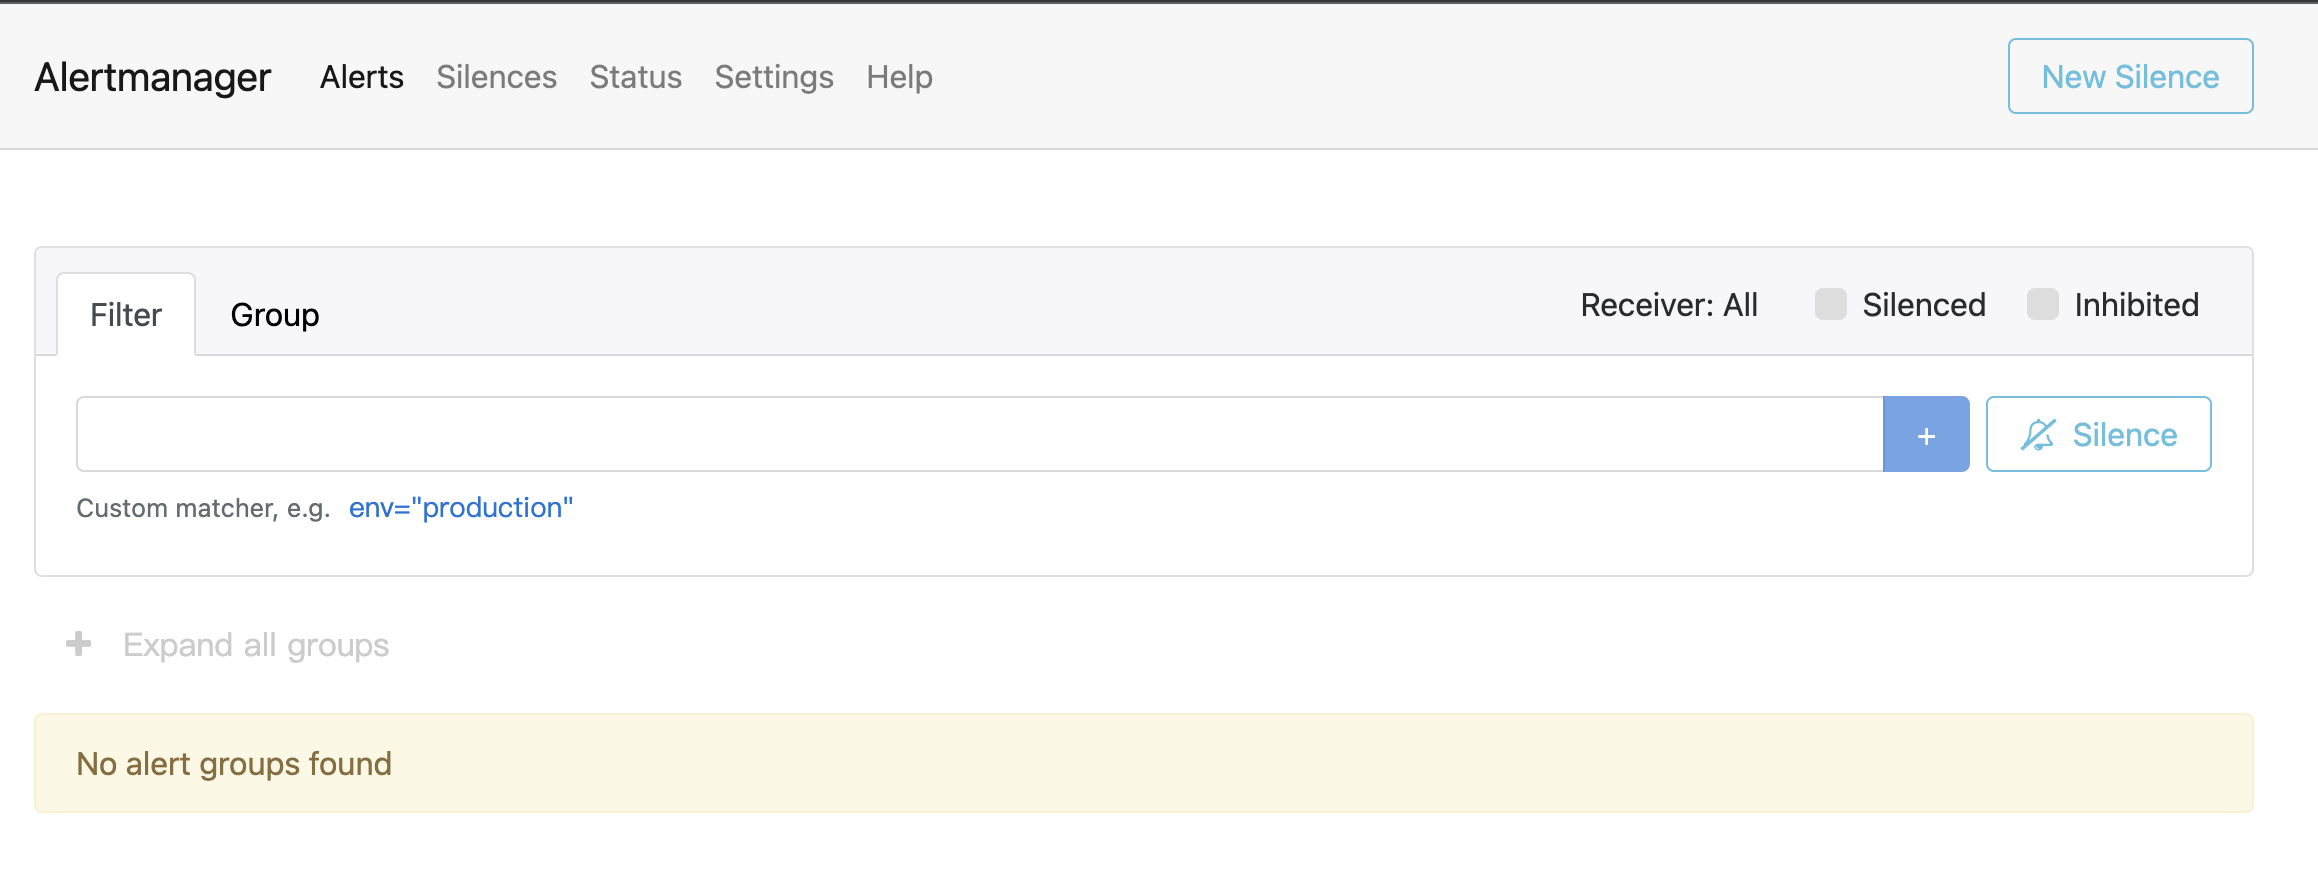 Alertmanager Alerts Silences Status Settings Help New Silence
Filter Group Receiver: All Silenced Inhibited
+ Silence
Custom matcher, e.g. env="production"
+ Expand all groups
No alert groups found